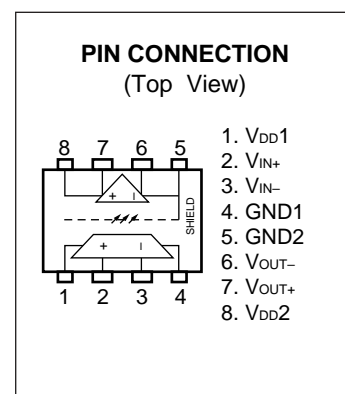 PIN CONNECTION
(Top View)
8 7 6 5
+ −
SHIELD
+ −
1 2 3 4
1. VDD1
2. VIN+
3. VIN−
4. GND1
5. GND2
6. VOUT−
7. VOUT+
8. VDD2